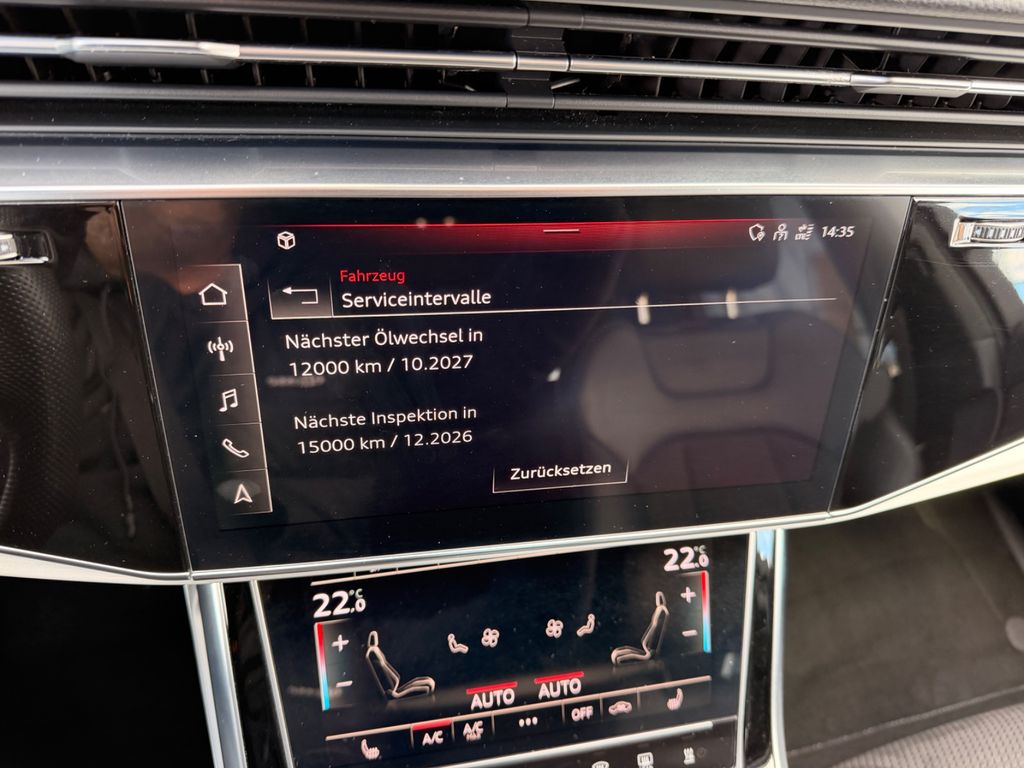 14:35
Fahrzeug
Serviceintervalle
Nächster Ölwechsel in
12000 km / 10.2027
Nächste Inspektion in
15000 km / 12.2026
Zurücksetzen
22.0 °C
22.0 °C
AUTO
AUTO
A/C
A/C
OFF